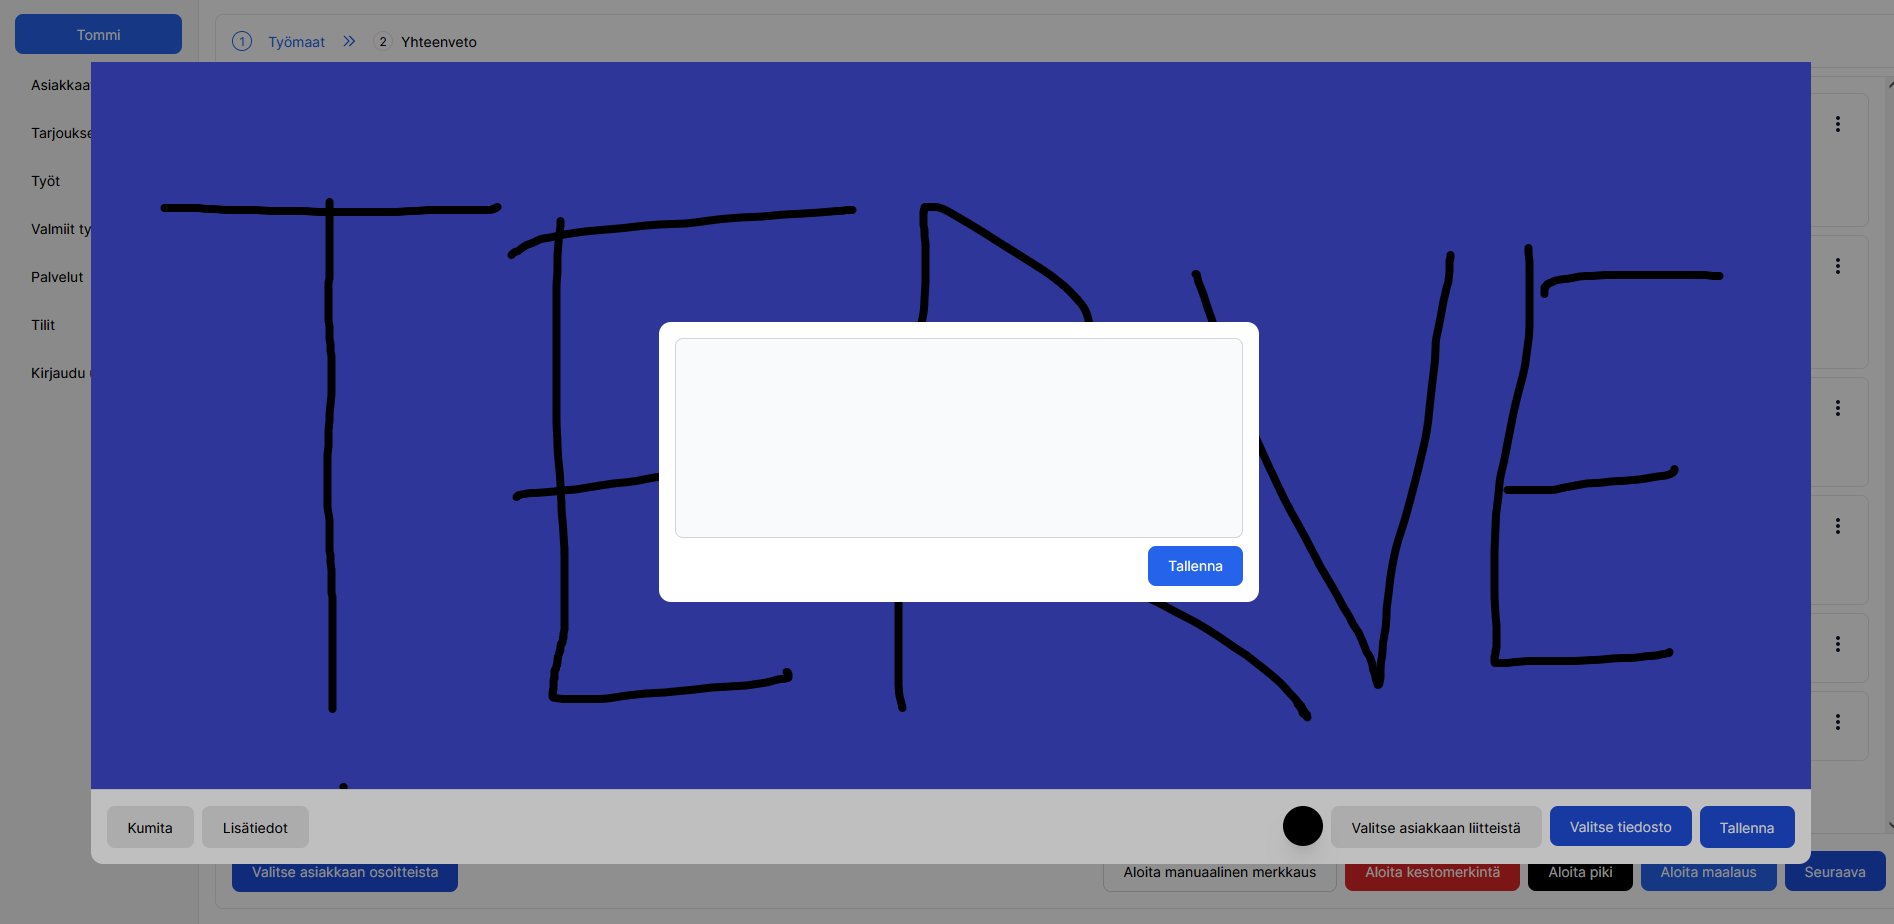 Tommi
1 Työmaat 2 Yhteenveto
Asiakkaa
Tarjoukse
Työt
Valmiit ty
Palvelut
Tilit
Kirjaudu
TERVE
Tallenna
Kumita Lisätiedot Valitse asiakkaan liitteistä Valitse tiedosto Tallenna
Valitse asiakkaan osoitteista Aloita manuaalinen merkkaus Aloita kestomerkintä Aloita piki Aloita maalaus Seuraava